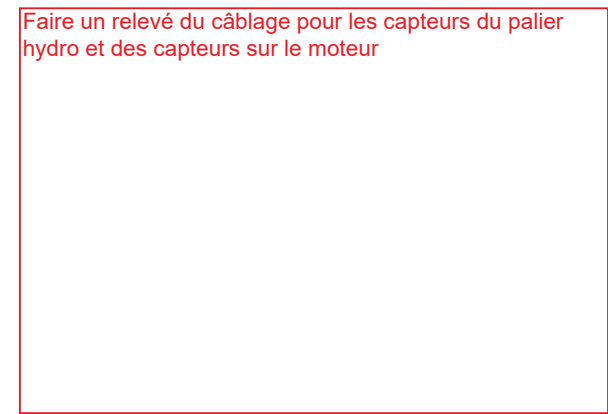 Faire un relevé du câblage pour les capteurs du palier
hydro et des capteurs sur le moteur